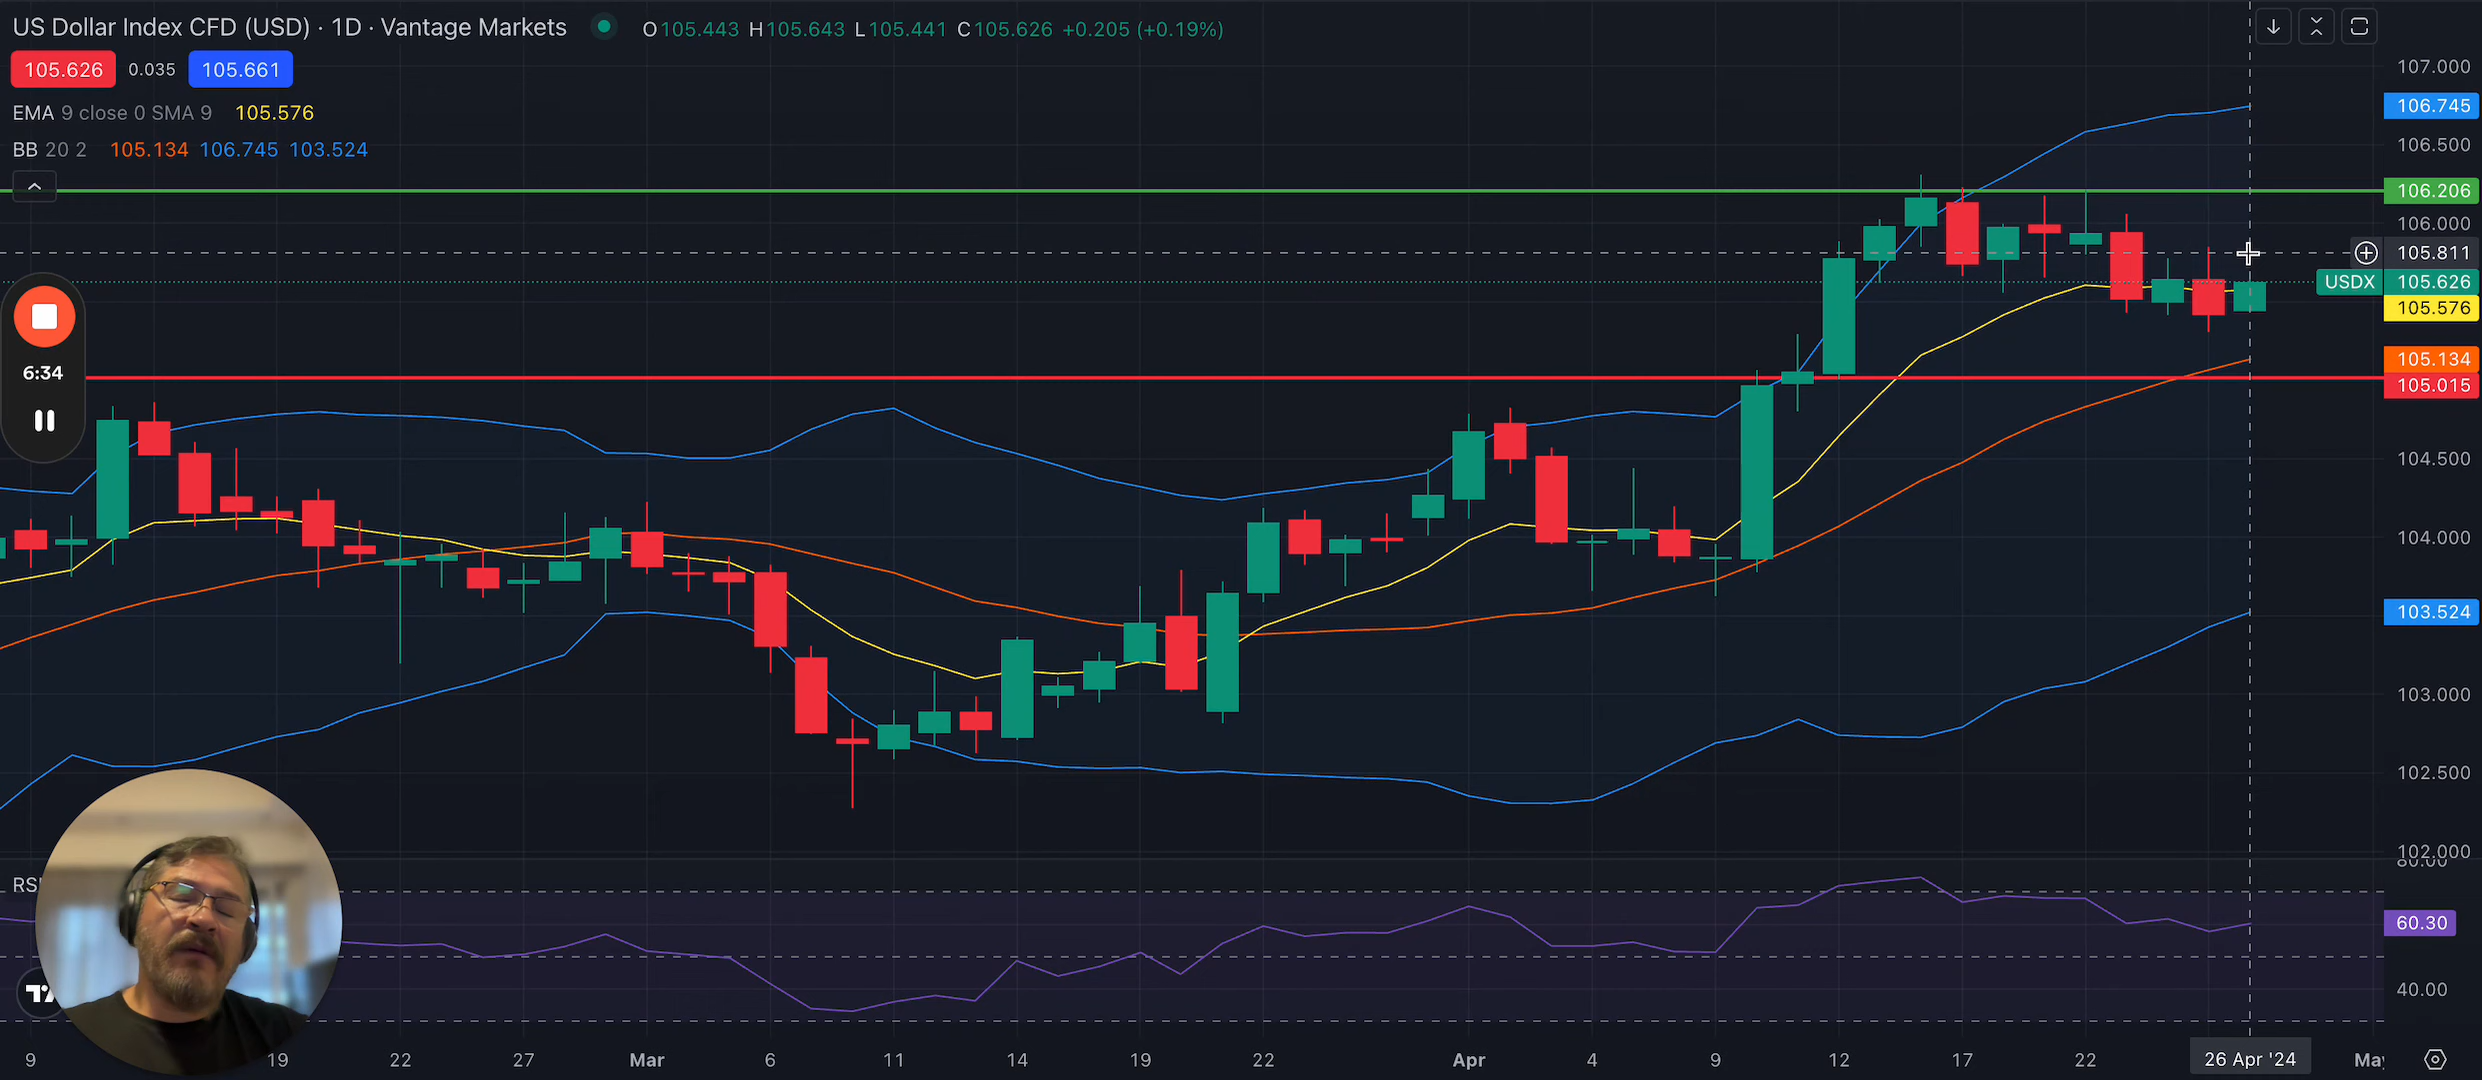 US Dollar Index CFD (USD) · 1D · Vantage Markets O105.443 H105.643 L105.441 C105.626 +0.205 (+0.19%)
105.626 0.035 105.661
EMA 9 close 0 SMA 9 105.576
BB 20 2 105.134 106.745 103.524
107.000
106.745
106.500
106.206
106.000
105.811
USDX 105.626
105.576
105.134
105.015
104.500
104.000
103.524
103.000
102.500
102.000
80.00
6:34
RSI
60.30
40.00
9 19 22 27 Mar 6 11 14 19 22 Apr 4 9 12 17 22 26 Apr '24 May